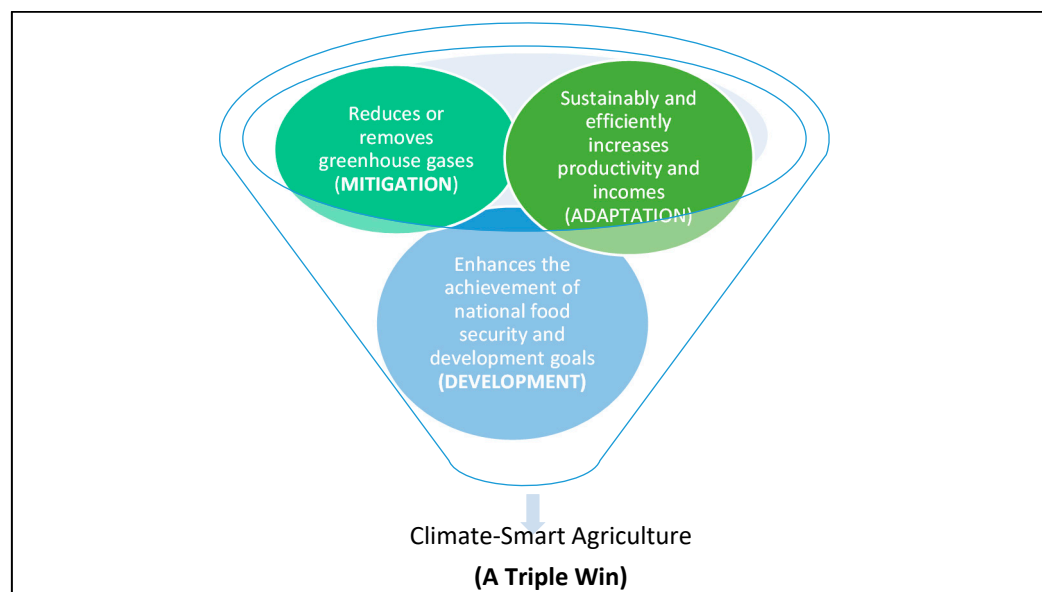 Reduces or
removes
greenhouse gases
(MITIGATION)
Sustainably and
efficiently
increases
productivity and
incomes
(ADAPTATION)
Enhances the
achievement of
national food
security and
development goals
(DEVELOPMENT)
Climate-Smart Agriculture
(A Triple Win)